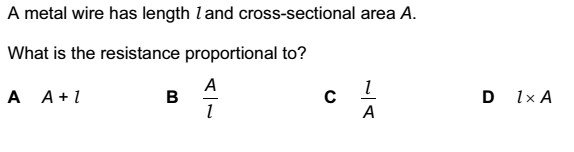 A metal wire has length l and cross-sectional area A.
What is the resistance proportional to?
A A + l B A/l C l/A D l × A